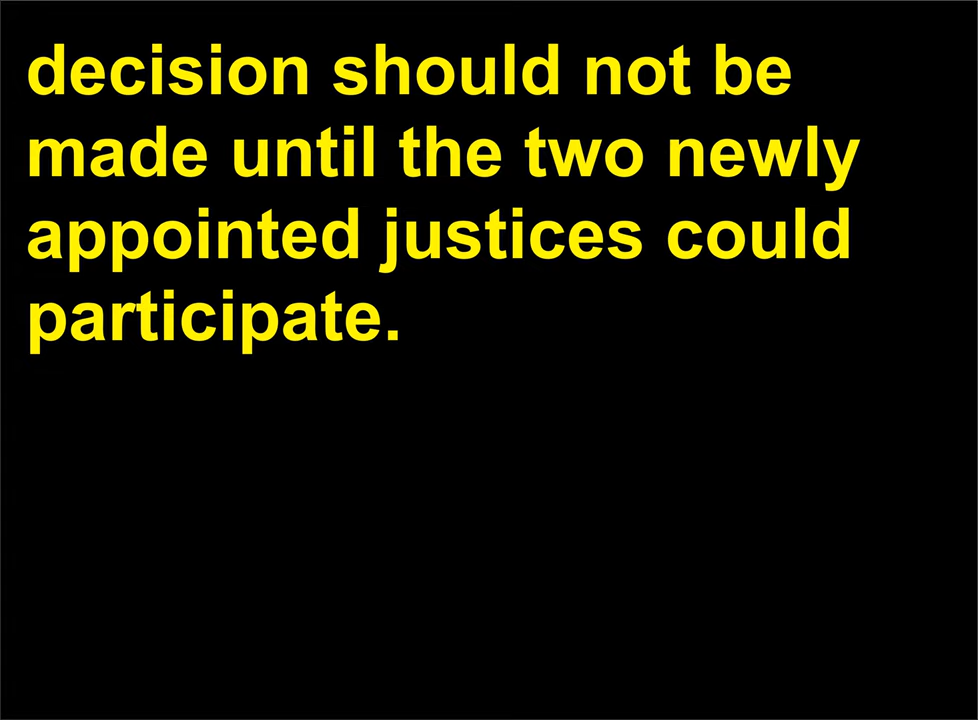 decision should not be
made until the two newly
appointed justices could
participate.